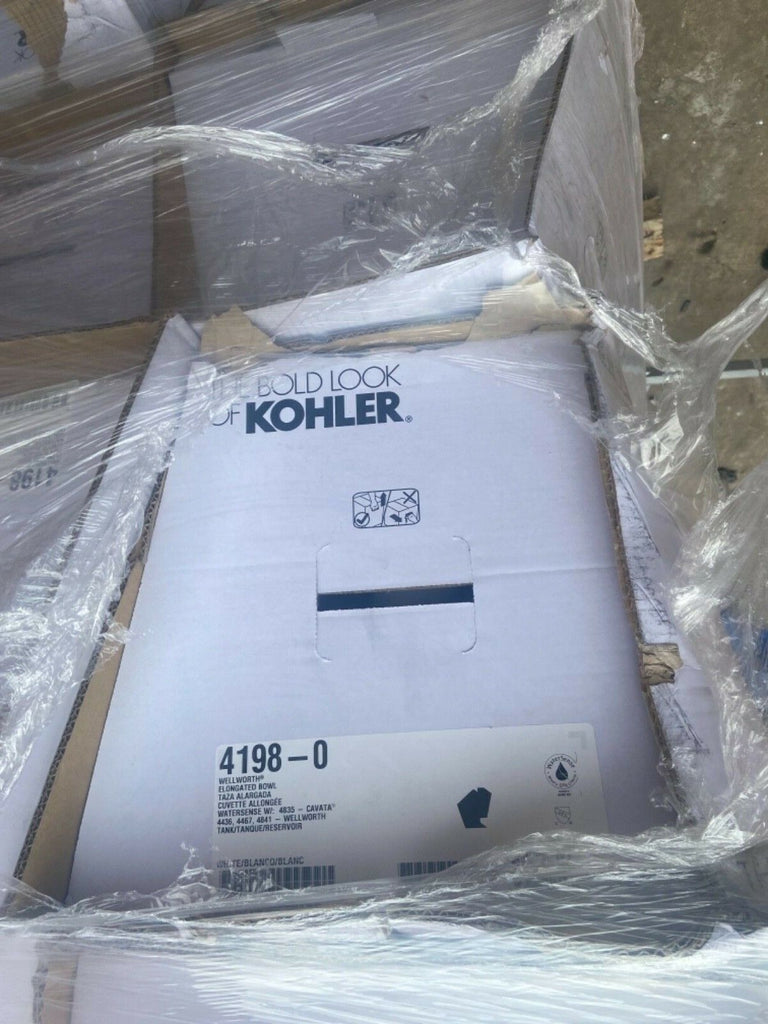 THE BOLD LOOK
OF KOHLER®
4198
4198-0
WELLWORTH®
ELONGATED BOWL
TAZA ALARGADA
CUVETTE ALLONGÉE
WATERSENSE W/: 4835 - CAVATA®
4436, 4467, 4841 - WELLWORTH
TANK/TANQUE/RESERVOIR
WHITE/BLANCO/BLANC
WaterSense